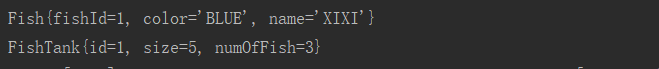 Fish{fishId=1, color='BLUE', name='XIXI'}
FishTank{id=1, size=5, numOfFish=3}